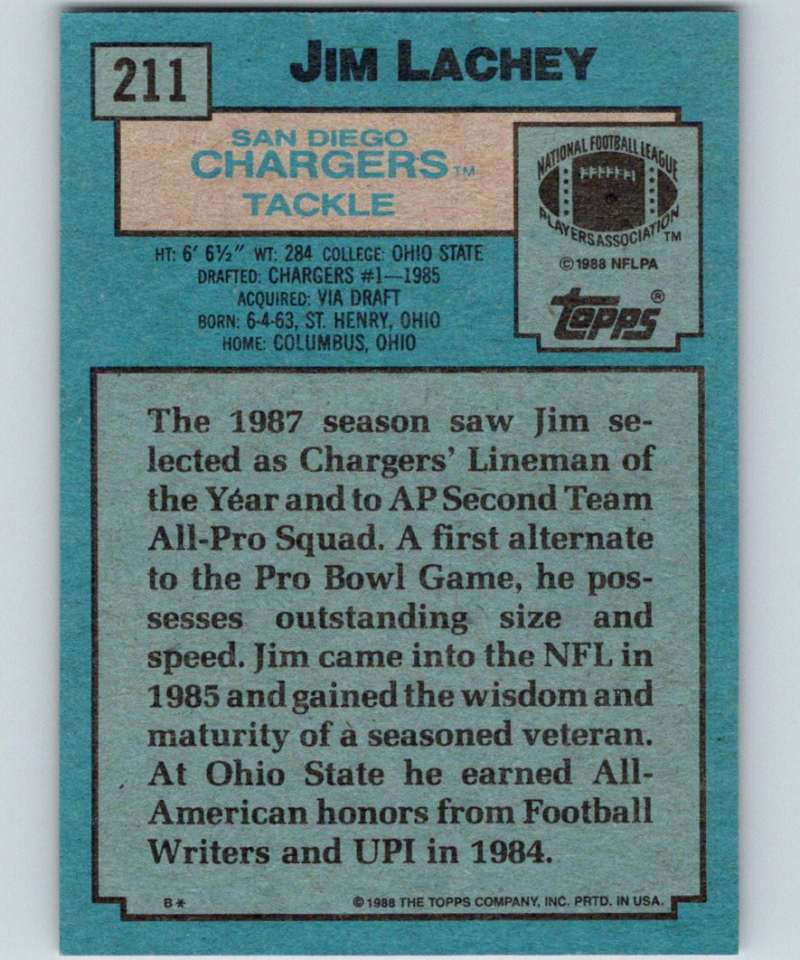 211
JIM LACHEY
SAN DIEGO
CHARGERS™
TACKLE
NATIONAL FOOTBALL LEAGUE
PLAYERS ASSOCIATION™
©1988 NFLPA
Topps®
HT: 6' 6½" WT: 284 COLLEGE: OHIO STATE
DRAFTED: CHARGERS #1—1985
ACQUIRED: VIA DRAFT
BORN: 6-4-63, ST. HENRY, OHIO
HOME: COLUMBUS, OHIO
The 1987 season saw Jim se-
lected as Chargers' Lineman of
the Year and to AP Second Team
All-Pro Squad. A first alternate
to the Pro Bowl Game, he pos-
sesses outstanding size and
speed. Jim came into the NFL in
1985 and gained the wisdom and
maturity of a seasoned veteran.
At Ohio State he earned All-
American honors from Football
Writers and UPI in 1984.
B*
©1988 THE TOPPS COMPANY, INC. PRTD. IN USA.